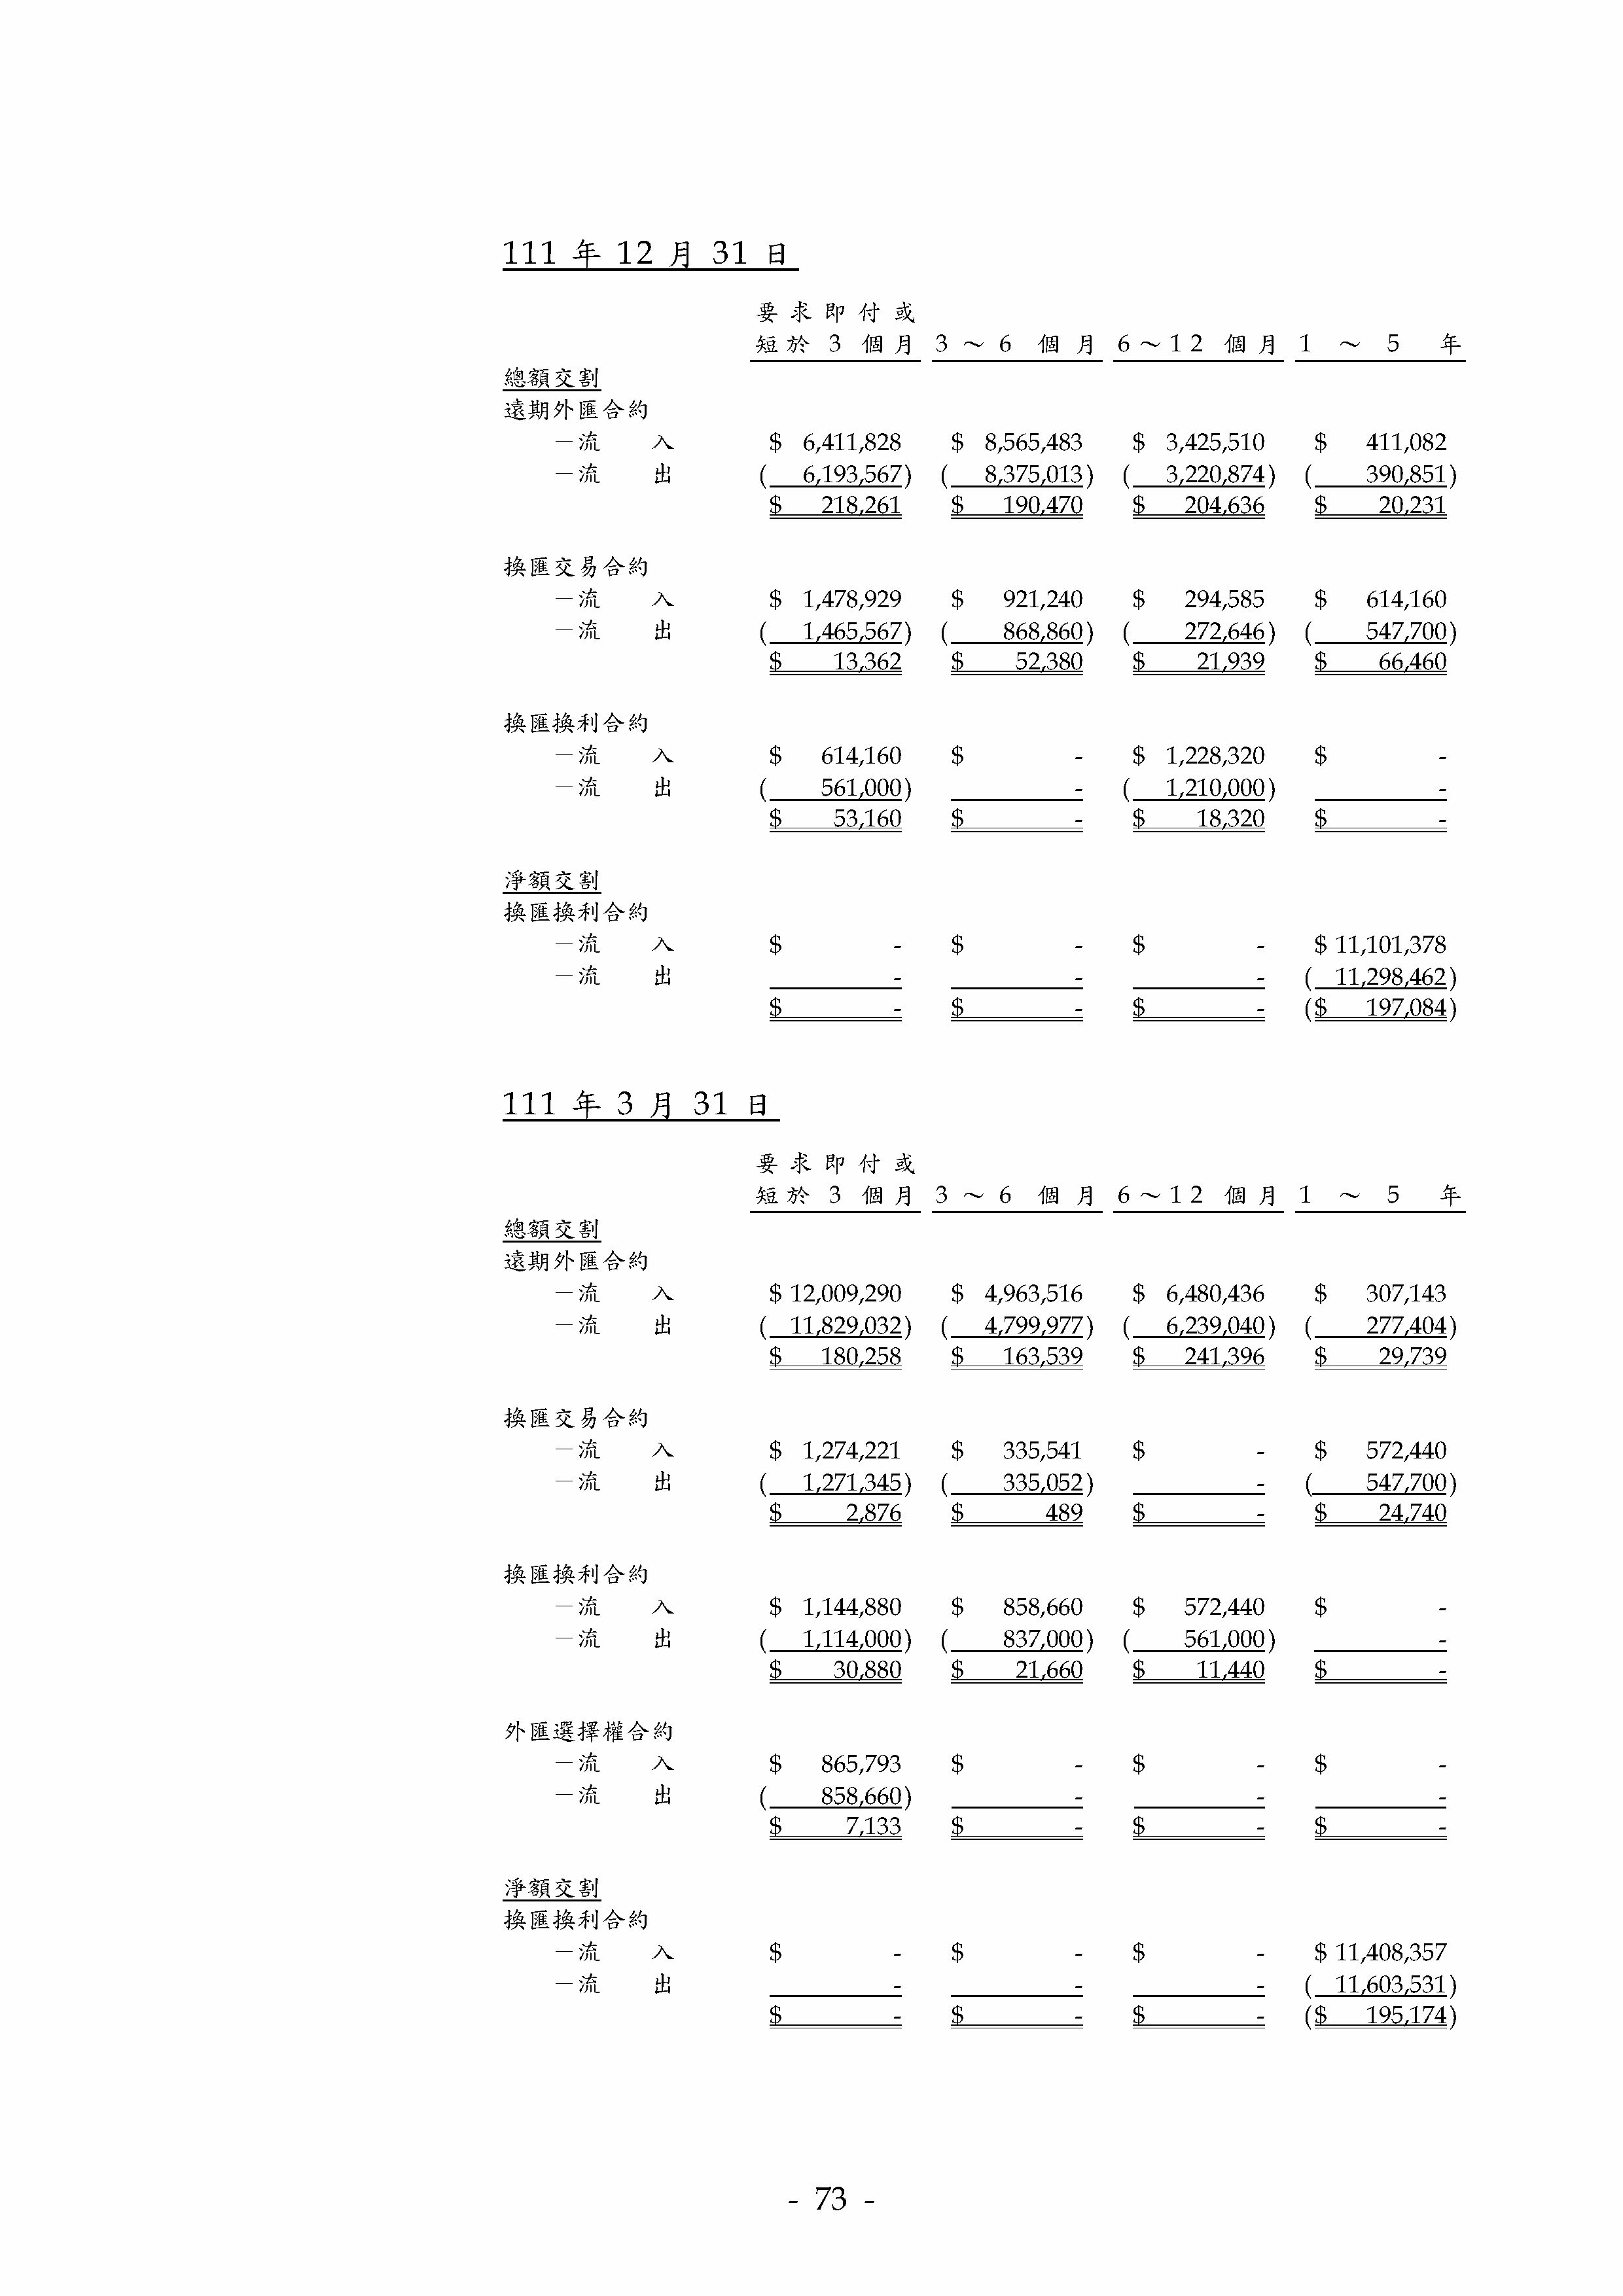 111 年 12 月 31 日
要求即付或
短於 3 個月 3 ～ 6 個月 6～12 個月 1 ～ 5 年
總額交割
遠期外匯合約
－流 入 $ 6,411,828 $ 8,565,483 $ 3,425,510 $ 411,082
－流 出 ( 6,193,567) ( 8,375,013) ( 3,220,874) ( 390,851)
$ 218,261 $ 190,470 $ 204,636 $ 20,231
換匯交易合約
－流 入 $ 1,478,929 $ 921,240 $ 294,585 $ 614,160
－流 出 ( 1,465,567) ( 868,860) ( 272,646) ( 547,700)
$ 13,362 $ 52,380 $ 21,939 $ 66,460
換匯換利合約
－流 入 $ 614,160 $ - $ 1,228,320 $ -
－流 出 ( 561,000) - ( 1,210,000) -
$ 53,160 $ - $ 18,320 $ -
淨額交割
換匯換利合約
－流 入 $ - $ - $ - $ 11,101,378
－流 出 - - - ( 11,298,462)
$ - $ - $ - ($ 197,084)
111 年 3 月 31 日
要求即付或
短於 3 個月 3 ～ 6 個月 6～12 個月 1 ～ 5 年
總額交割
遠期外匯合約
－流 入 $ 12,009,290 $ 4,963,516 $ 6,480,436 $ 307,143
－流 出 ( 11,829,032) ( 4,799,977) ( 6,239,040) ( 277,404)
$ 180,258 $ 163,539 $ 241,396 $ 29,739
換匯交易合約
－流 入 $ 1,274,221 $ 335,541 $ - $ 572,440
－流 出 ( 1,271,345) ( 335,052) - ( 547,700)
$ 2,876 $ 489 $ - $ 24,740
換匯換利合約
－流 入 $ 1,144,880 $ 858,660 $ 572,440 $ -
－流 出 ( 1,114,000) ( 837,000) ( 561,000) -
$ 30,880 $ 21,660 $ 11,440 $ -
外匯選擇權合約
－流 入 $ 865,793 $ - $ - $ -
－流 出 ( 858,660) - - -
$ 7,133 $ - $ - $ -
淨額交割
換匯換利合約
－流 入 $ - $ - $ - $ 11,408,357
－流 出 - - - ( 11,603,531)
$ - $ - $ - ($ 195,174)
- 73 -